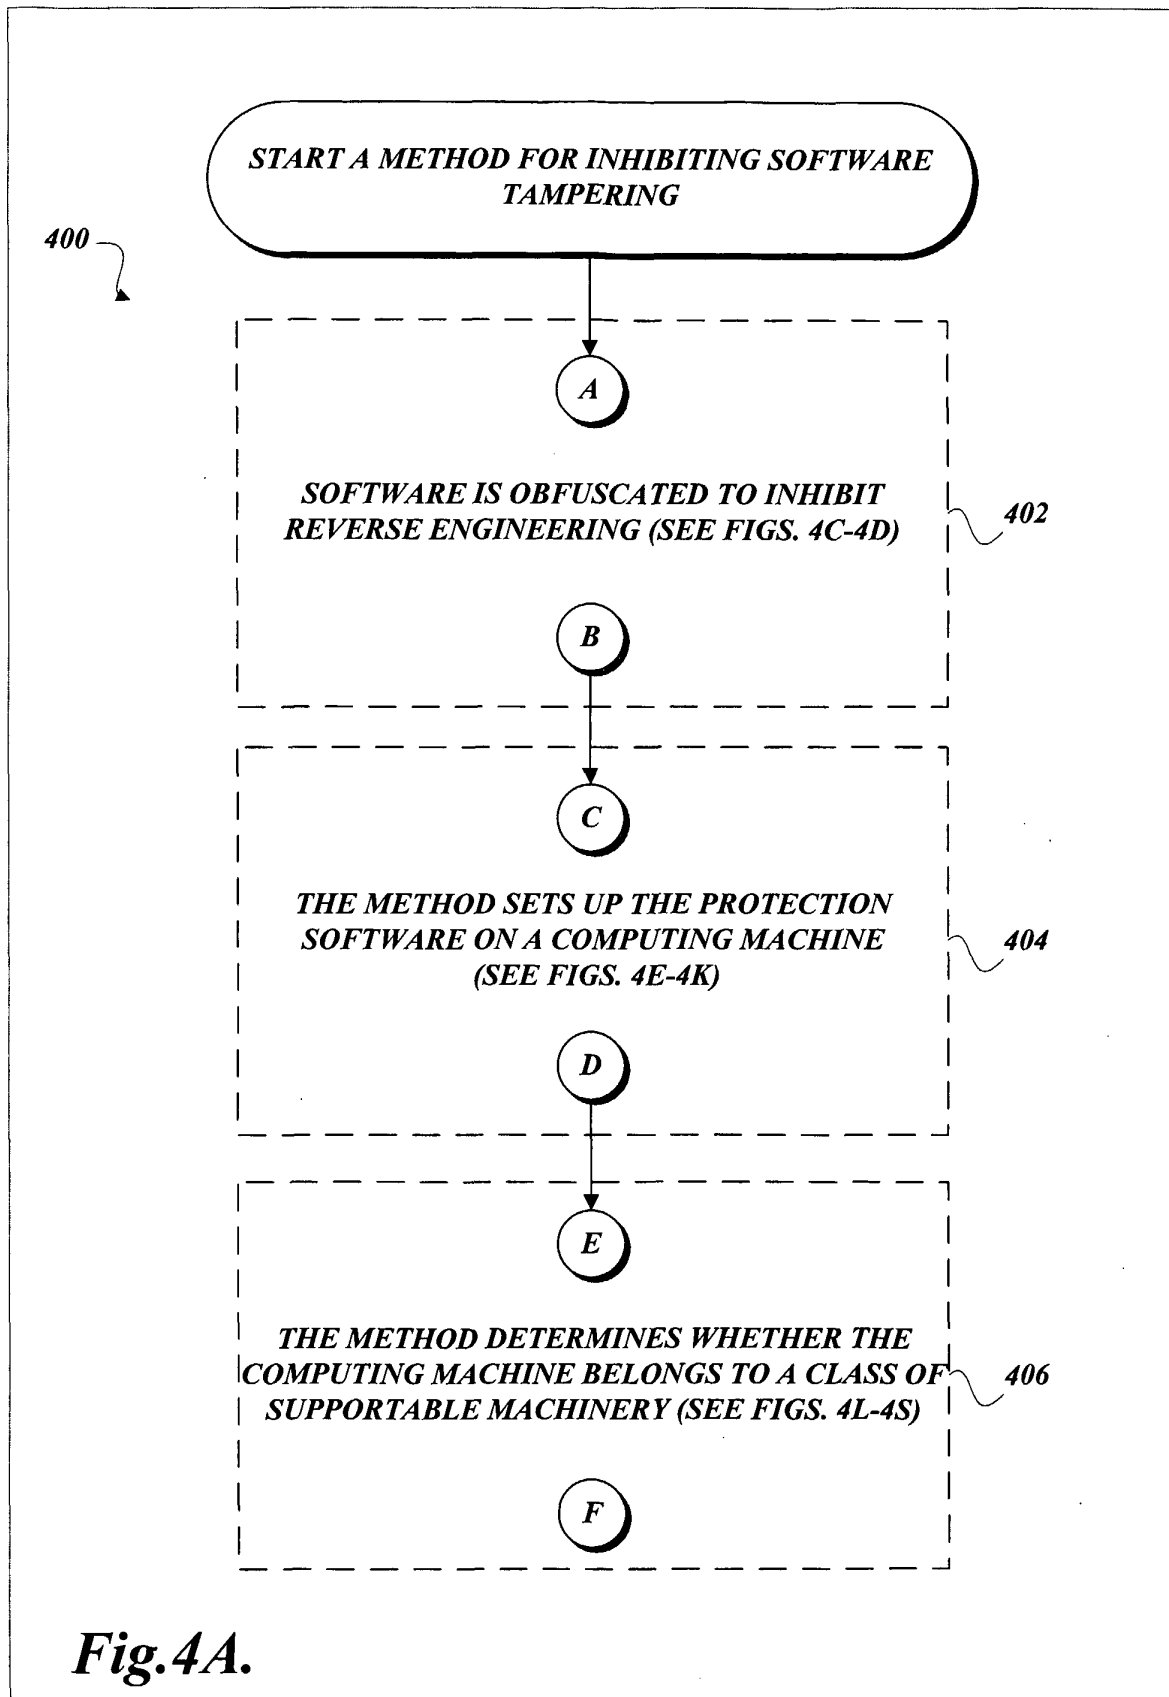 START A METHOD FOR INHIBITING SOFTWARE
TAMPERING
400
A
SOFTWARE IS OBFUSCATED TO INHIBIT
REVERSE ENGINEERING (SEE FIGS. 4C-4D)
402
B
C
THE METHOD SETS UP THE PROTECTION
SOFTWARE ON A COMPUTING MACHINE
(SEE FIGS. 4E-4K)
404
D
E
THE METHOD DETERMINES WHETHER THE
COMPUTING MACHINE BELONGS TO A CLASS OF
SUPPORTABLE MACHINERY (SEE FIGS. 4L-4S)
406
F
Fig.4A.